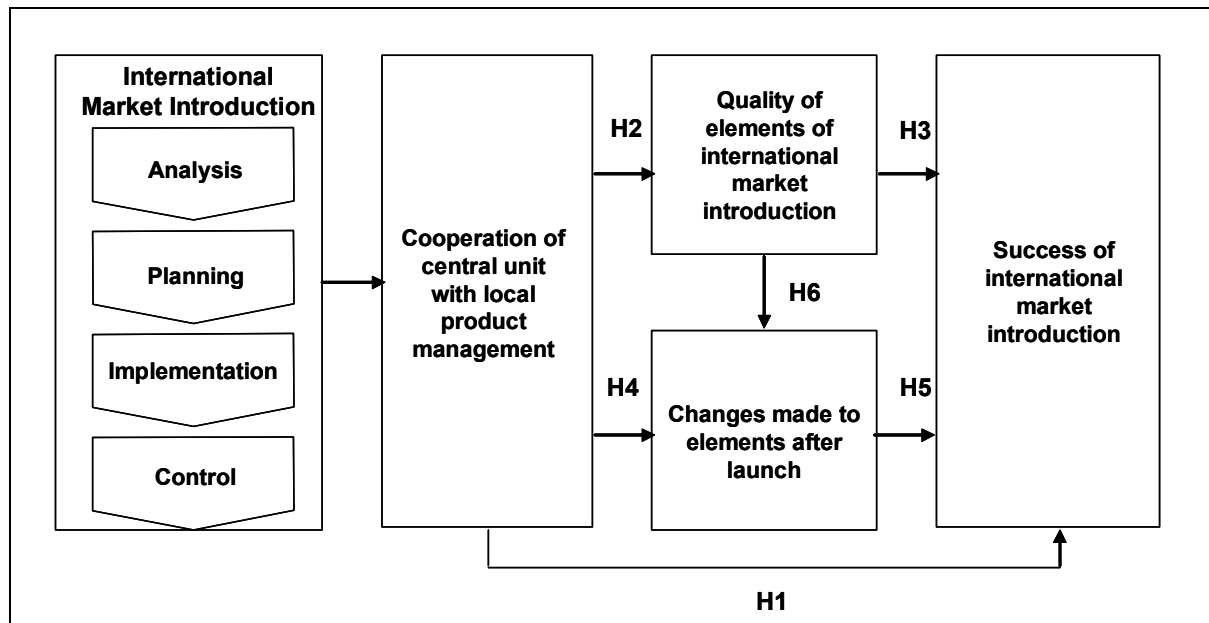 International
Market Introduction
Analysis
Planning
Implementation
Control
Cooperation of
central unit
with local
product
management
H2
Quality of
elements of
international
market
introduction
H3
H6
H4
Changes made to
elements after
launch
H5
Success of
international
market
introduction
H1